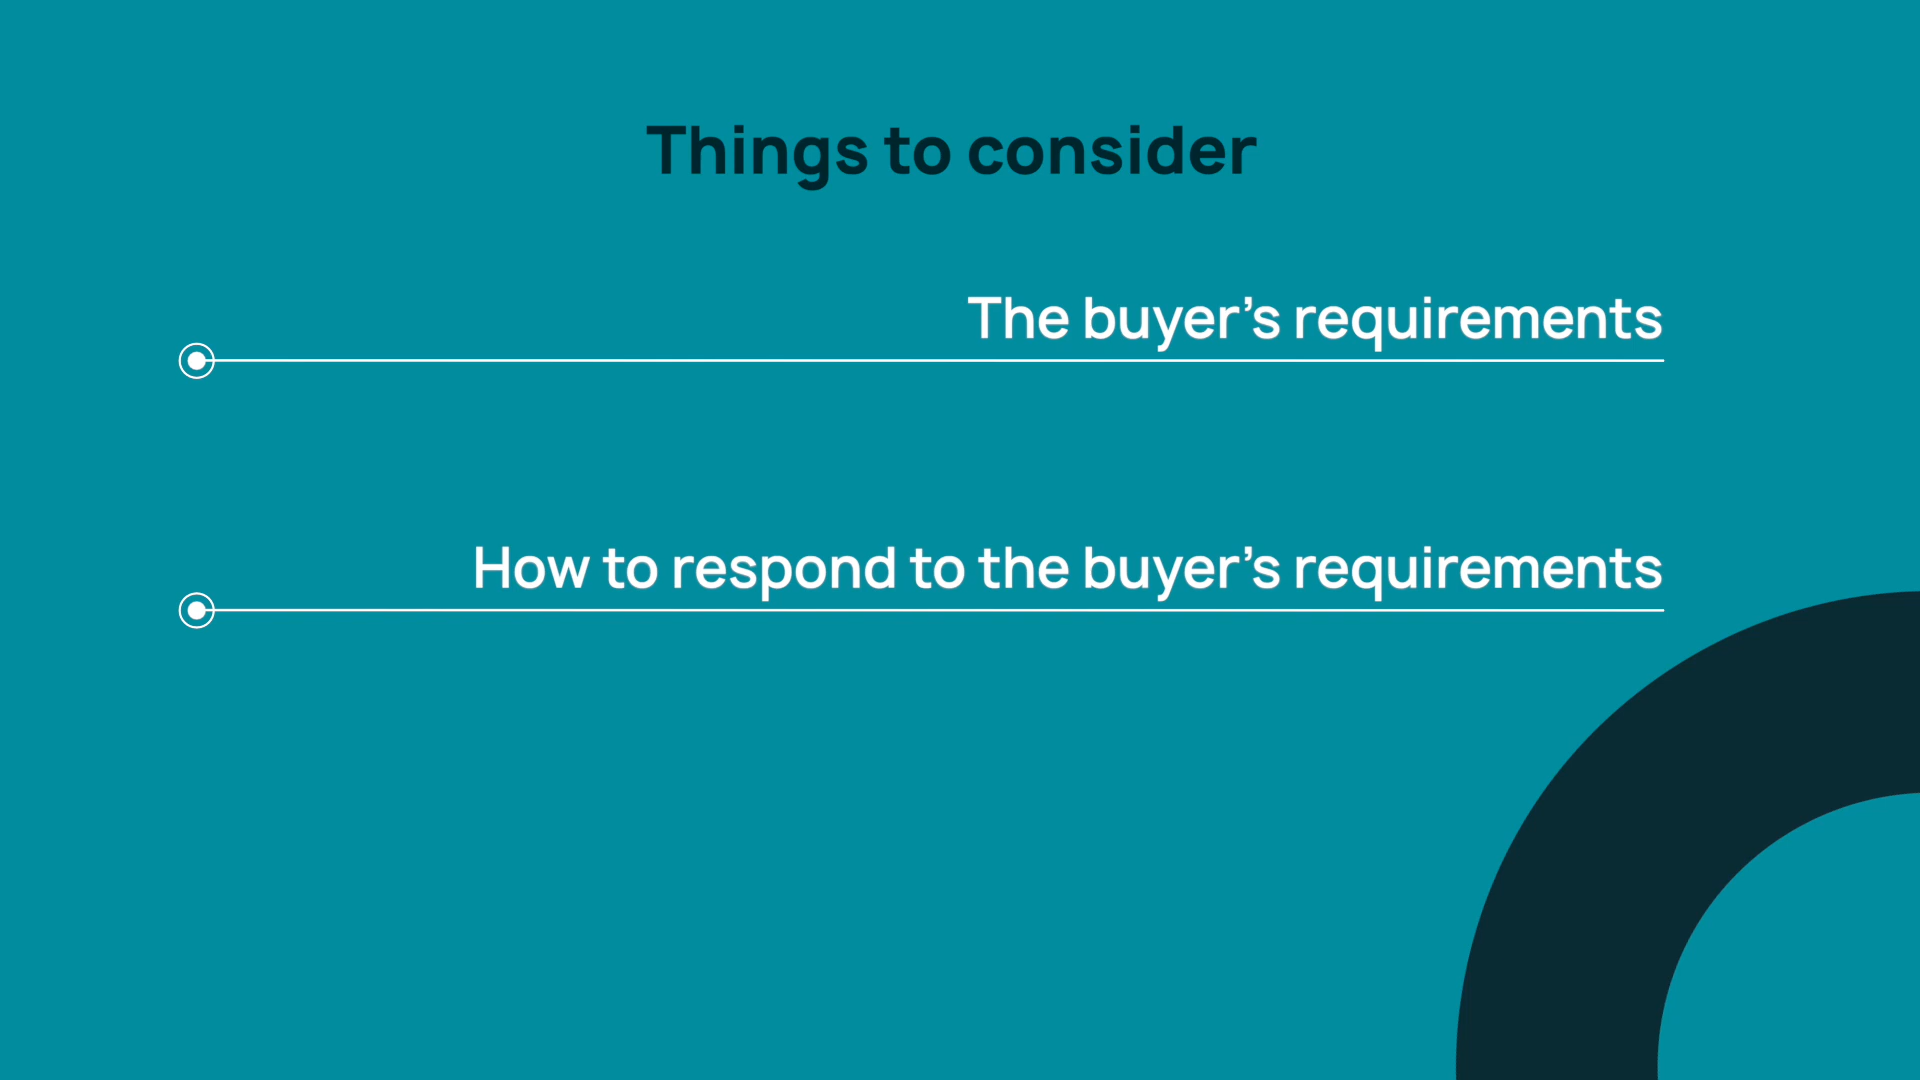 Things to consider
The buyer’s requirements
How to respond to the buyer’s requirements